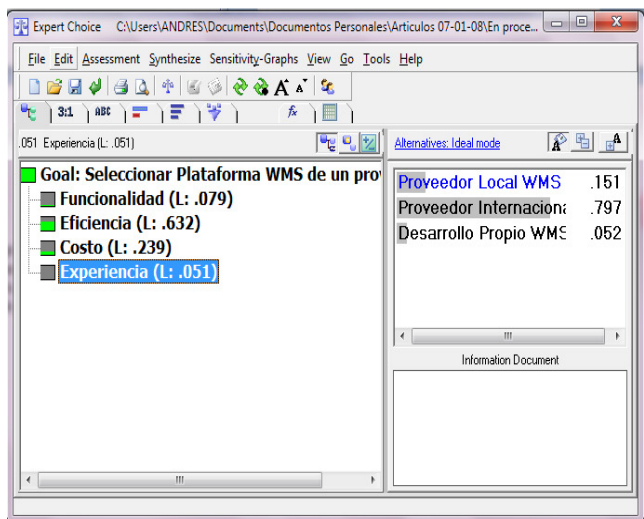 Expert Choice C:\Users\ANDRES\Documents\Documentos Personales\Articulos 07-01-08\En proce...
File Edit Assessment Synthesize Sensitivity-Graphs View Go Tools Help
3:1 ABC fx
.051 Experiencia (L: .051)
Alternatives: Ideal mode
Goal: Seleccionar Plataforma WMS de un pro
Funcionalidad (L: .079)
Eficiencia (L: .632)
Costo (L: .239)
Experiencia (L: .051)
Proveedor Local WMS .151
Proveedor Internaciona .797
Desarrollo Propio WMS .052
Information Document